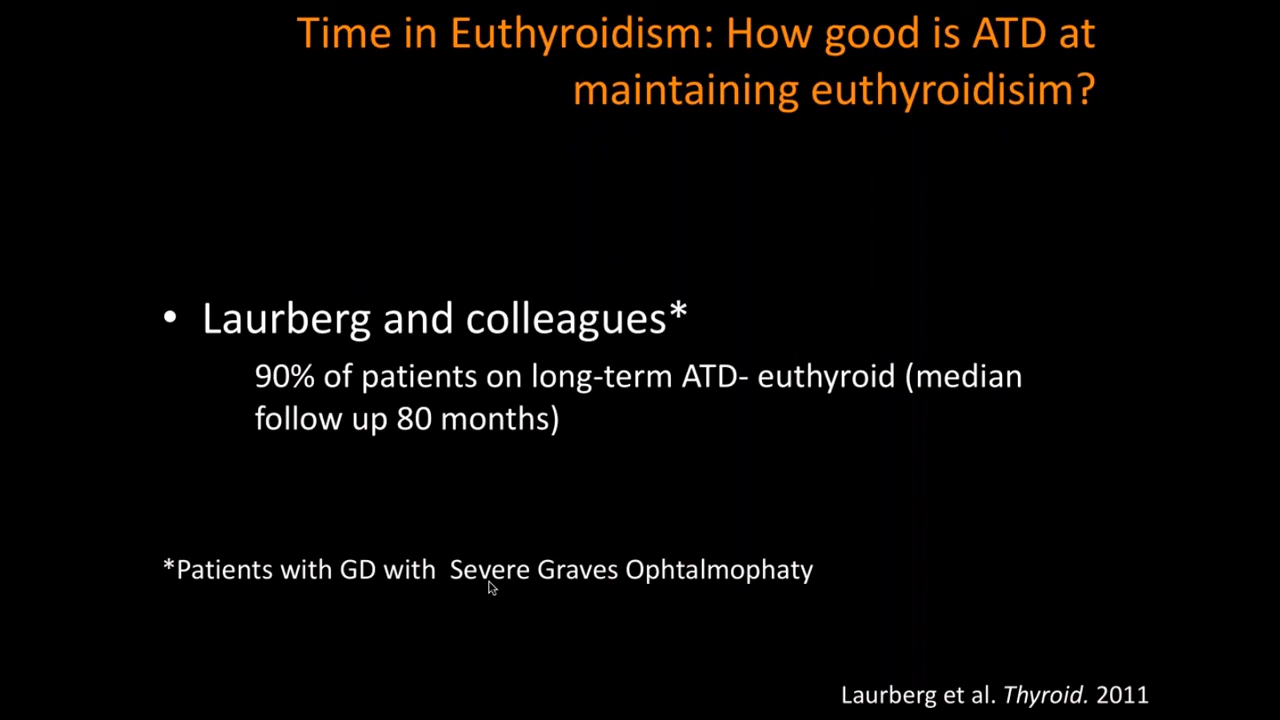 Time in Euthyroidism: How good is ATD at
maintaining euthyroidisim?
• Laurberg and colleagues*
90% of patients on long-term ATD- euthyroid (median
follow up 80 months)
*Patients with GD with Severe Graves Ophtalmophaty
Laurberg et al. Thyroid. 2011